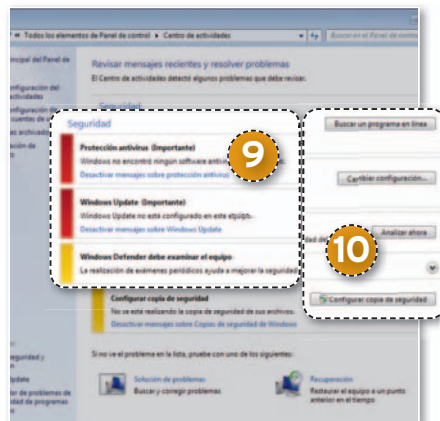 Todos los elementos de Panel de control ▸ Centro de actividades
Buscar en el Panel de control
Revisar mensajes recientes y resolver problemas
El Centro de actividades detectó algunos problemas que debe revisar.
Seguridad
Seguridad
Buscar un programa en línea
Protección antivirus (Importante)
9
Windows no encontró ningún software
Desactivar mensajes sobre protección antivirus
Cambiar configuración...
Windows Update (Importante)
Windows Update no está configurado en este equipo.
Desactivar mensajes sobre Windows Update
Analizar ahora
10
Windows Defender debe examinar el equipo
La realización de exámenes periódicos ayuda a mejorar la seguridad
Configurar copia de seguridad
Configurar copia de seguridad
No se está realizando la copia de seguridad de sus archivos.
Desactivar mensajes sobre Copias de seguridad de Windows
Si no ve el problema en la lista, pruebe con uno de los siguientes:
Solución de problemas
Buscar y corregir problemas
Recuperación
Restaurar el equipo a un punto
anterior en el tiempo